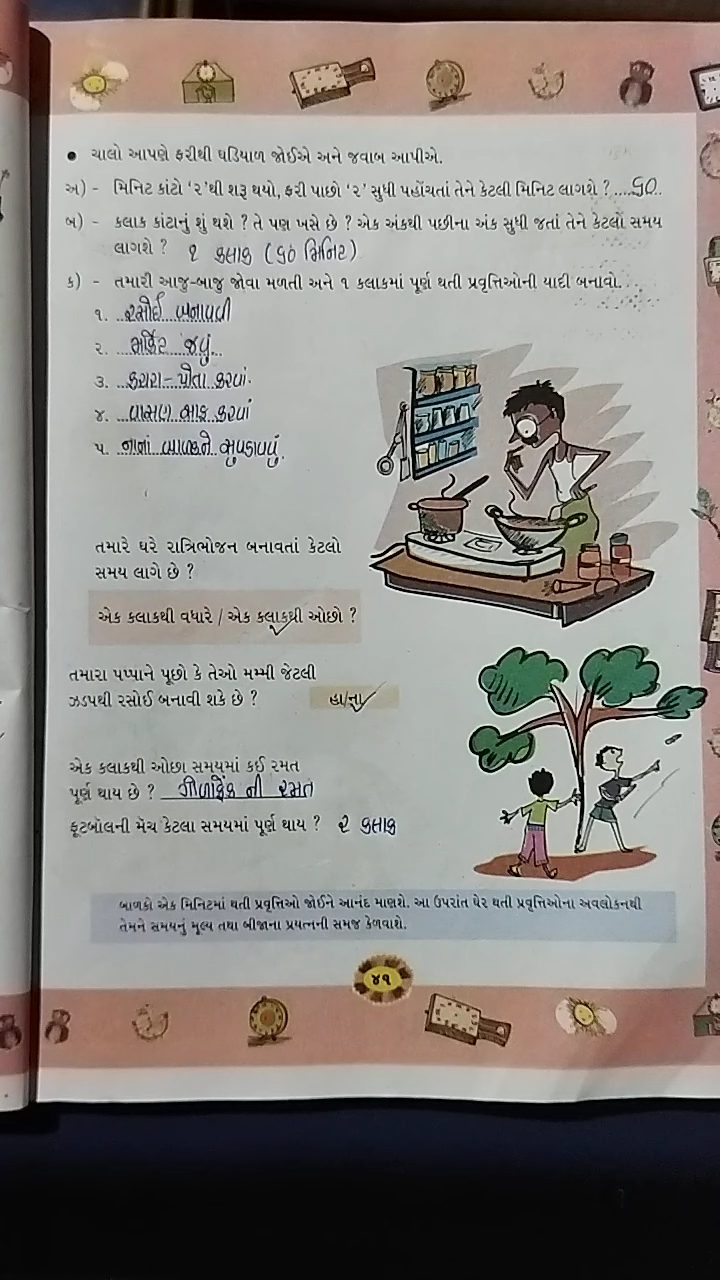 • ચાલો આપણે ફરીથી ઘડિયાળ જોઈએ અને જવાબ આપીએ.
અ) - મિનિટ કાંટો ‘૨’થી શરૂ થયો, ફરી પાછો ‘૨’ સુધી પહોંચતાં તેને કેટલી મિનિટ લાગશે ?....૬૦..
બ) - કલાક કાંટાનું શું થશે ? તે પણ ખસે છે ? એક અંકથી પછીના અંક સુધી જતાં તેને કેટલો સમય
લાગશે ? ૧ કલાક (૬૦ મિનિટ)
ક) - તમારી આજુ-બાજુ જોવા મળતી અને ૧ કલાકમાં પૂર્ણ થતી પ્રવૃત્તિઓની યાદી બનાવો.
૧. રસોઈ બનાવવી
૨. માર્કેટ જવું
૩. કચરા-પોતા કરવાં.
૪. વાસણ સાફ કરવાં
૫. નાનાં બાળકને સુવડાવવું.
તમારે ઘરે રાત્રિભોજન બનાવતાં કેટલો
સમય લાગે છે ?
એક કલાકથી વધારે / એક કલાકથી ઓછો ?
તમારા પપ્પાને પૂછો કે તેઓ મમ્મી જેટલી
ઝડપથી રસોઈ બનાવી શકે છે ? હા/ના
એક કલાકથી ઓછા સમયમાં કઈ રમત
પૂર્ણ થાય છે ? ગોળાફેંક ની રમત
ફૂટબૉલની મૅચ કેટલા સમયમાં પૂર્ણ થાય ? ૨ કલાક
બાળકો એક મિનિટમાં થતી પ્રવૃત્તિઓ જોઈને આનંદ માણશે. આ ઉપરાંત ઘેર થતી પ્રવૃત્તિઓના અવલોકનથી
તેમને સમયનું મૂલ્ય તથા બીજાના પ્રયત્નની સમજ કેળવાશે.
૪૧